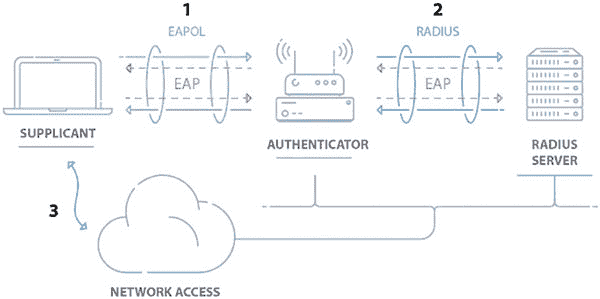 1
2
EAPOL
RADIUS
EAP
EAP
SUPPLICANT
AUTHENTICATOR
RADIUS
SERVER
3
NETWORK ACCESS